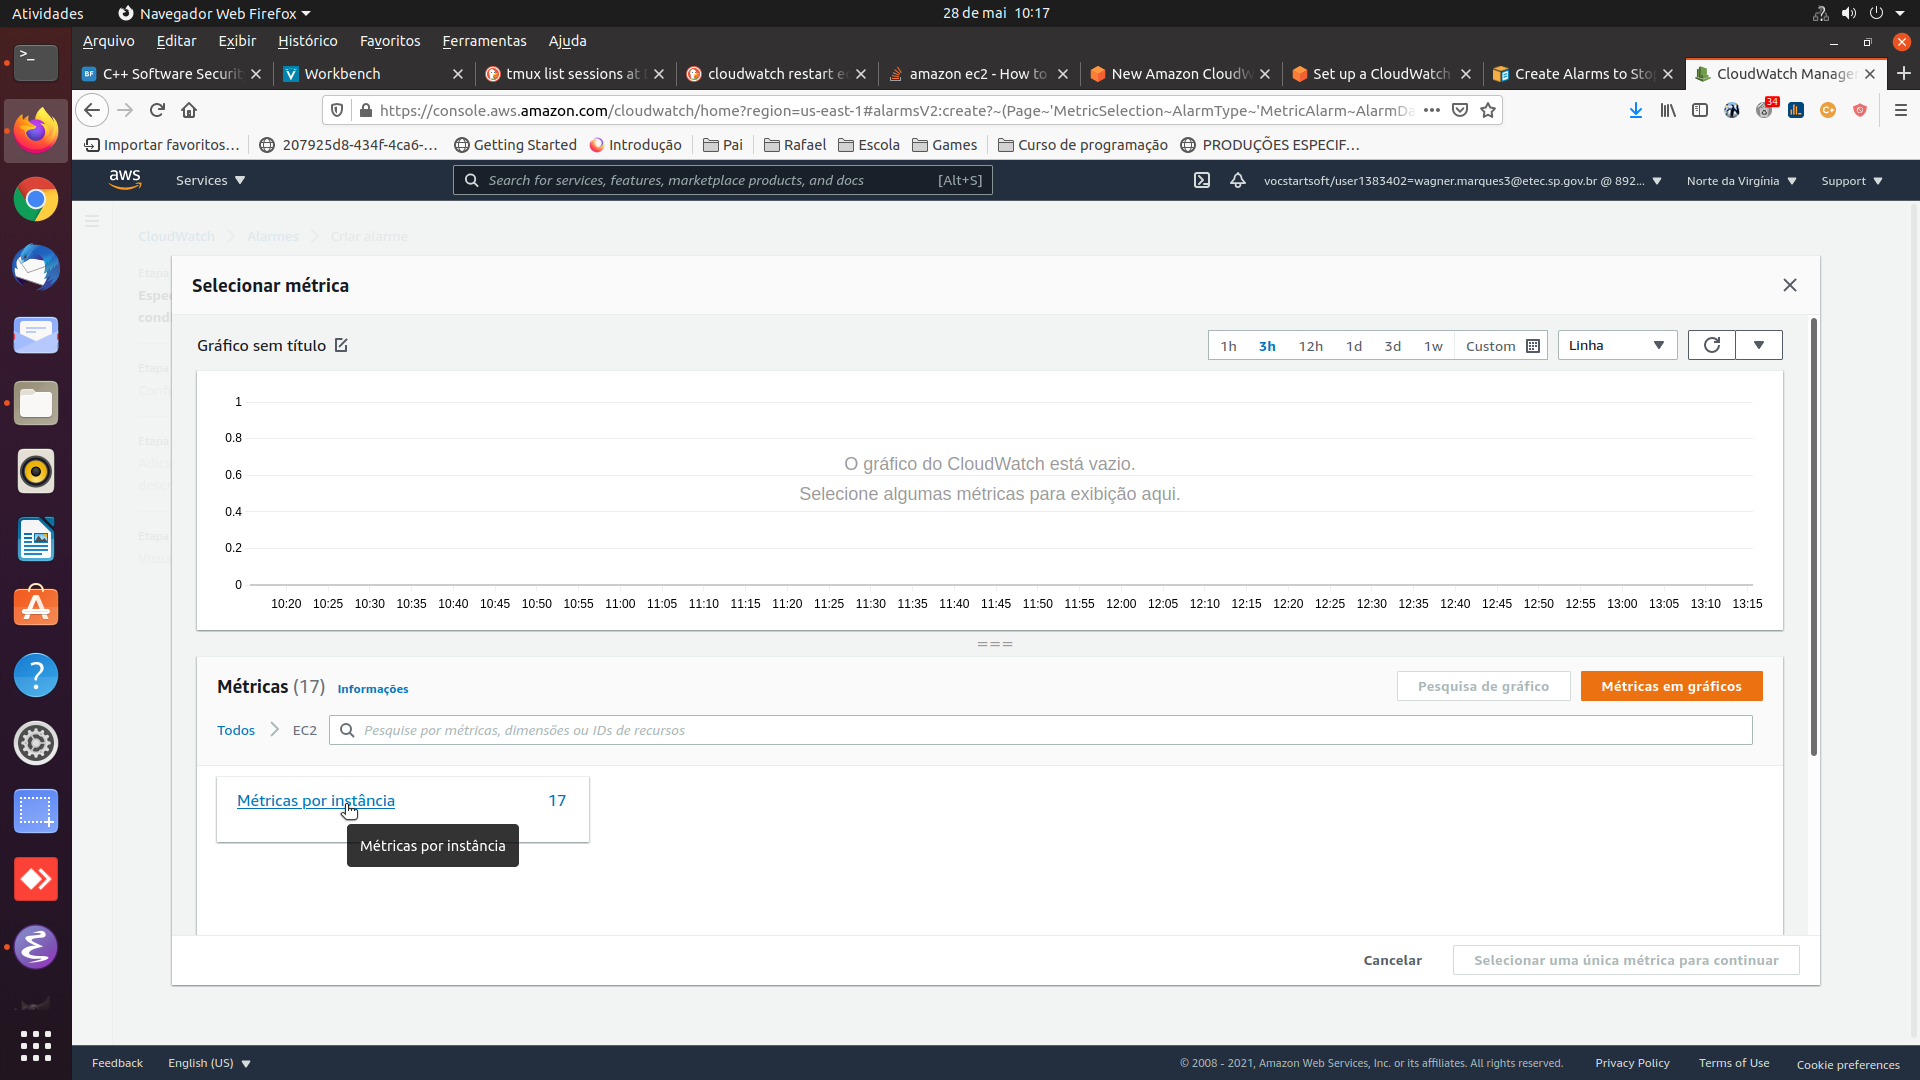 Atividades
Navegador Web Firefox
28 de mai 10:17
Arquivo Editar Exibir Histórico Favoritos Ferramentas Ajuda
C++ Software Securit
Workbench
tmux list sessions at
cloudwatch restart e
amazon ec2 - How to
New Amazon CloudW
Set up a CloudWatch
Create Alarms to Sto
CloudWatch Manage
https://console.aws.amazon.com/cloudwatch/home?region=us-east-1#alarmsV2:create?~(Page~'MetricSelection~AlarmType~'MetricAlarm~AlarmDa
34
Importar favoritos...
207925d8-434f-4ca6-...
Getting Started
Introdução
Pai
Rafael
Escola
Games
Curso de programação
PRODUÇÕES ESPECIF...
aws
Services
Search for services, features, marketplace products, and docs [Alt+S]
vocstartsoft/user1383402=wagner.marques3@etec.sp.gov.br @ 892...
Norte da Virgínia
Support
CloudWatch Alarmes Criar alarme
Etapa
Espe
condi
Etapa
Confi
Etapa
Adici
descr
Etapa
Selecionar métrica
Gráfico sem título
1h 3h 12h 1d 3d 1w Custom
Linha
1
0.8
0.6
0.4
0.2
0
O gráfico do CloudWatch está vazio.
Selecione algumas métricas para exibição aqui.
10:20 10:25 10:30 10:35 10:40 10:45 10:50 10:55 11:00 11:05 11:10 11:15 11:20 11:25 11:30 11:35 11:40 11:45 11:50 11:55 12:00 12:05 12:10 12:15 12:20 12:25 12:30 12:35 12:40 12:45 12:50 12:55 13:00 13:05 13:10 13:15
===
Métricas (17) Informações
Pesquisa de gráfico
Métricas em gráficos
Todos EC2
Pesquise por métricas, dimensões ou IDs de recursos
Métricas por instância 17
Métricas por instância
Cancelar
Selecionar uma única métrica para continuar
Feedback
English (US)
© 2008 - 2021, Amazon Web Services, Inc. or its affiliates. All rights reserved.
Privacy Policy
Terms of Use
Cookie preferences